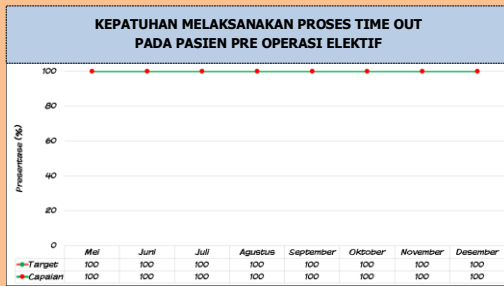 KEPATUHAN MELAKSANAKAN PROSES TIME OUT
PADA PASIEN PRE OPERASI ELEKTIF
Presentase (%)
100
80
60
40
20
0
Mei Juni Juli Agustus September Oktober November Desember
Target 100 100 100 100 100 100 100 100
Capaian 100 100 100 100 100 100 100 100